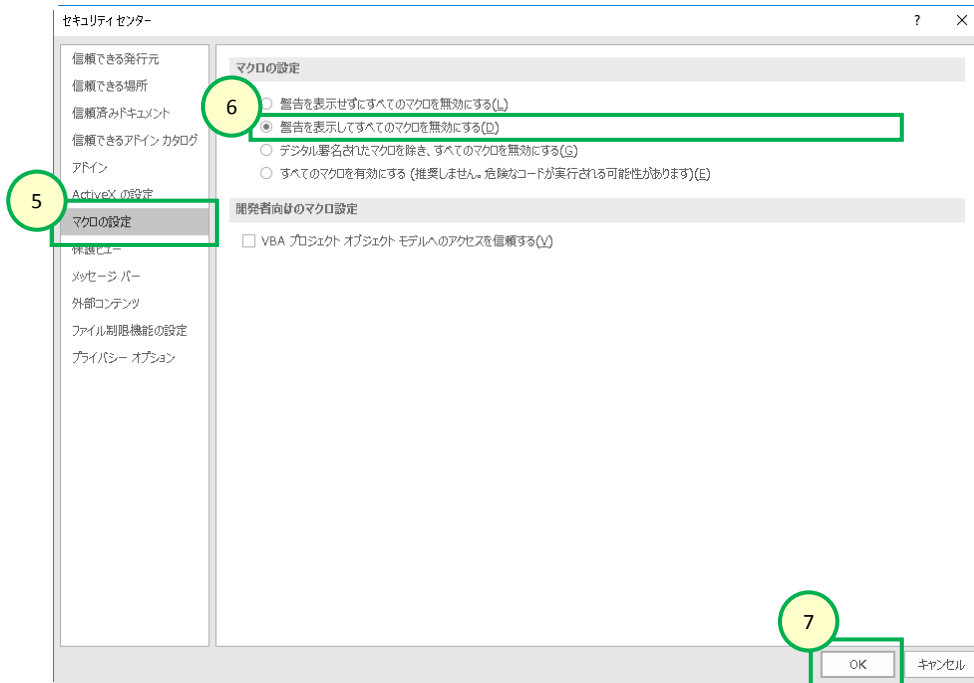 セキュリティ センター
? ×
信頼できる発行元
信頼できる場所
信頼済みドキュメント
信頼できるアドイン カタログ
アドイン
ActiveX の設定
マクロの設定
保護ビュー
メッセージ バー
外部コンテンツ
ファイル制限機能の設定
プライバシー オプション
5
マクロの設定
6
警告を表示せずにすべてのマクロを無効にする(L)
警告を表示してすべてのマクロを無効にする(D)
デジタル署名されたマクロを除き、すべてのマクロを無効にする(G)
すべてのマクロを有効にする (推奨しません。危険なコードが実行される可能性があります)(E)
開発者向けのマクロ設定
VBA プロジェクト オブジェクト モデルへのアクセスを信頼する(V)
7
OK
キャンセル